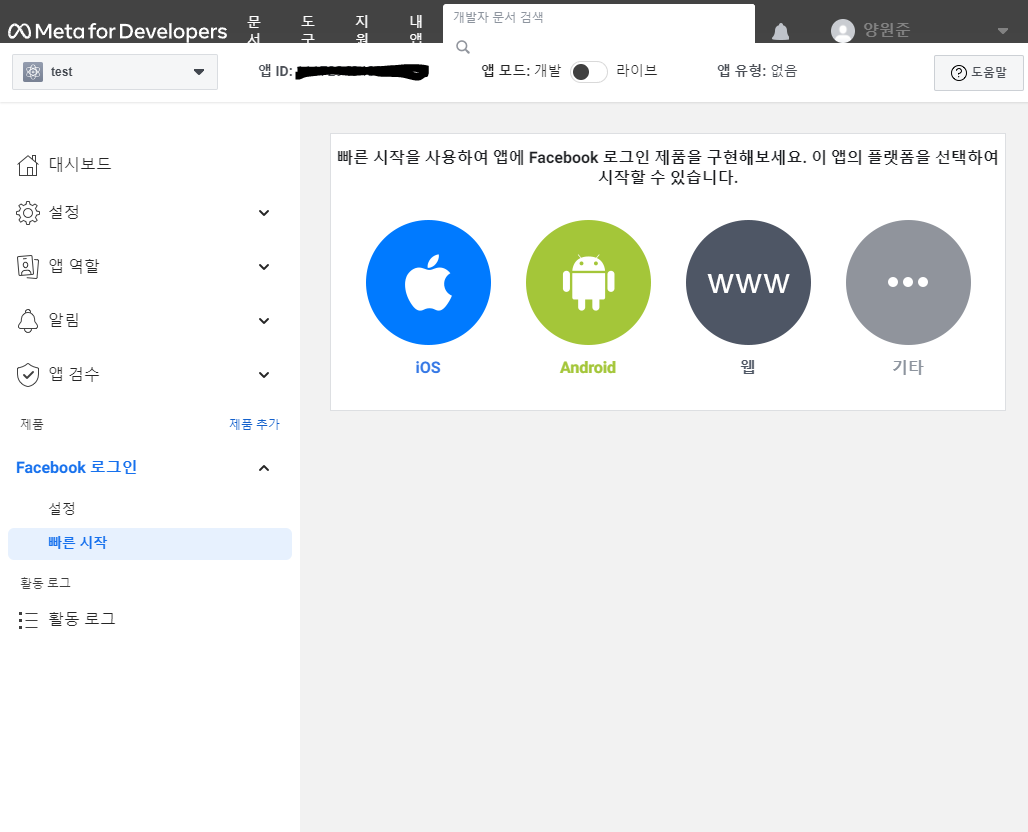 Meta for Developers
문서
도구
지원
내 앱
개발자 문서 검색
양원준
test
앱 ID:
앱 모드: 개발
라이브
앱 유형: 없음
도움말
대시보드
설정
앱 역할
알림
앱 검수
제품
제품 추가
Facebook 로그인
설정
빠른 시작
활동 로그
활동 로그
빠른 시작을 사용하여 앱에 Facebook 로그인 제품을 구현해보세요. 이 앱의 플랫폼을 선택하여
시작할 수 있습니다.
WWW
iOS
Android
웹
기타